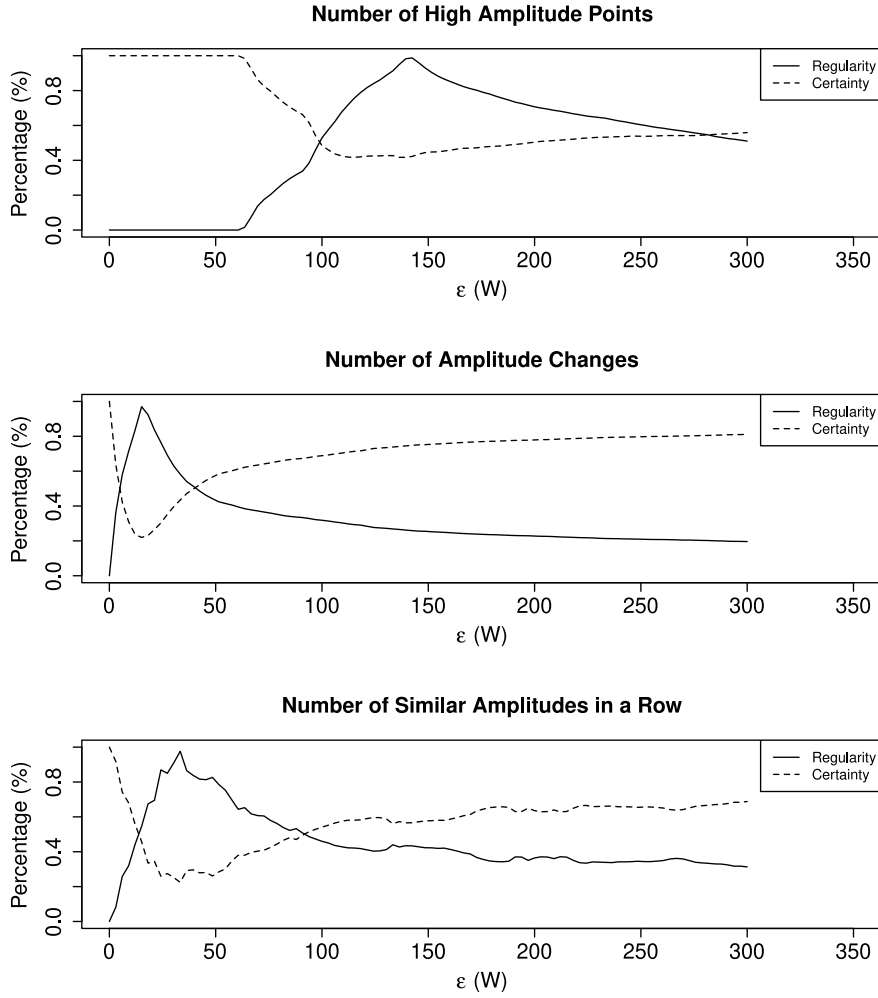 Number of High Amplitude Points
Percentage (%)
0.0 0.4 0.8
Regularity
Certainty
0 50 100 150 200 250 300 350
ε (W)
Number of Amplitude Changes
Percentage (%)
0.0 0.4 0.8
Regularity
Certainty
0 50 100 150 200 250 300 350
ε (W)
Number of Similar Amplitudes in a Row
Percentage (%)
0.0 0.4 0.8
Regularity
Certainty
0 50 100 150 200 250 300 350
ε (W)